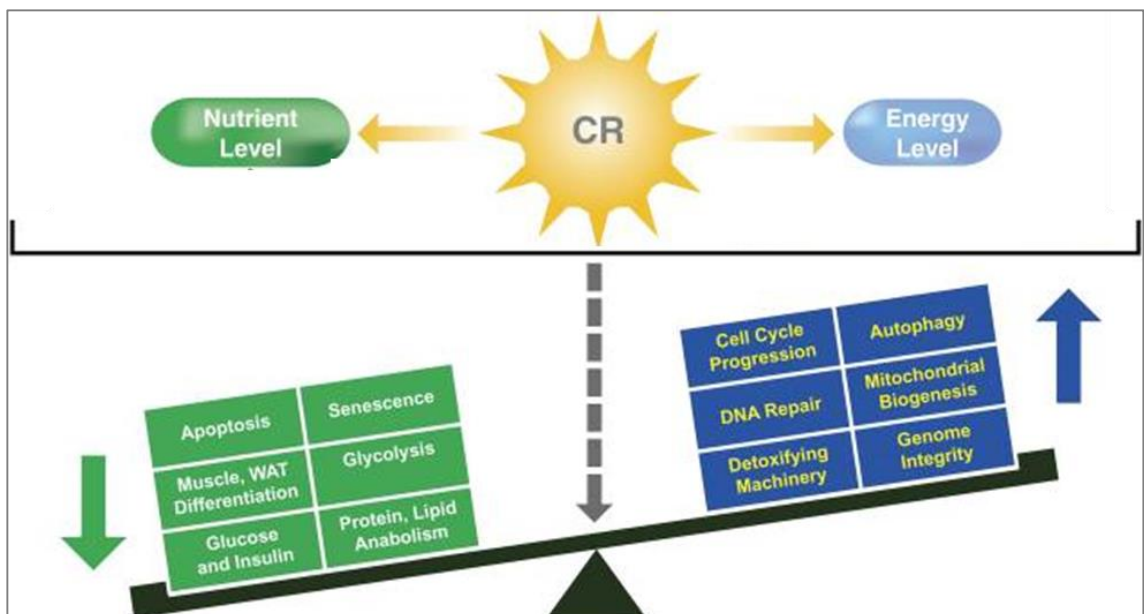 Nutrient
Level
CR
Energy
Level
Apoptosis
Senescence
Muscle, WAT
Differentiation
Glycolysis
Glucose
and Insulin
Protein, Lipid
Anabolism
Cell Cycle
Progression
Autophagy
DNA Repair
Mitochondrial
Biogenesis
Detoxifying
Machinery
Genome
Integrity